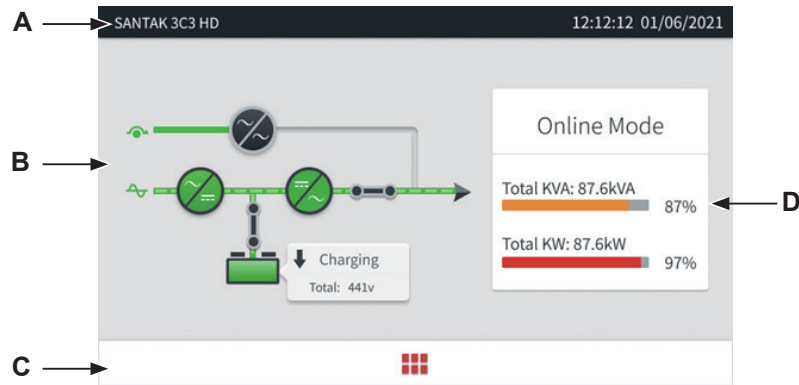 A
SANTAK 3C3 HD 12:12:12 01/06/2021
B
Online Mode
Total KVA: 87.6kVA
87%
D
Total KW: 87.6kW
97%
Charging
Total: 441v
C